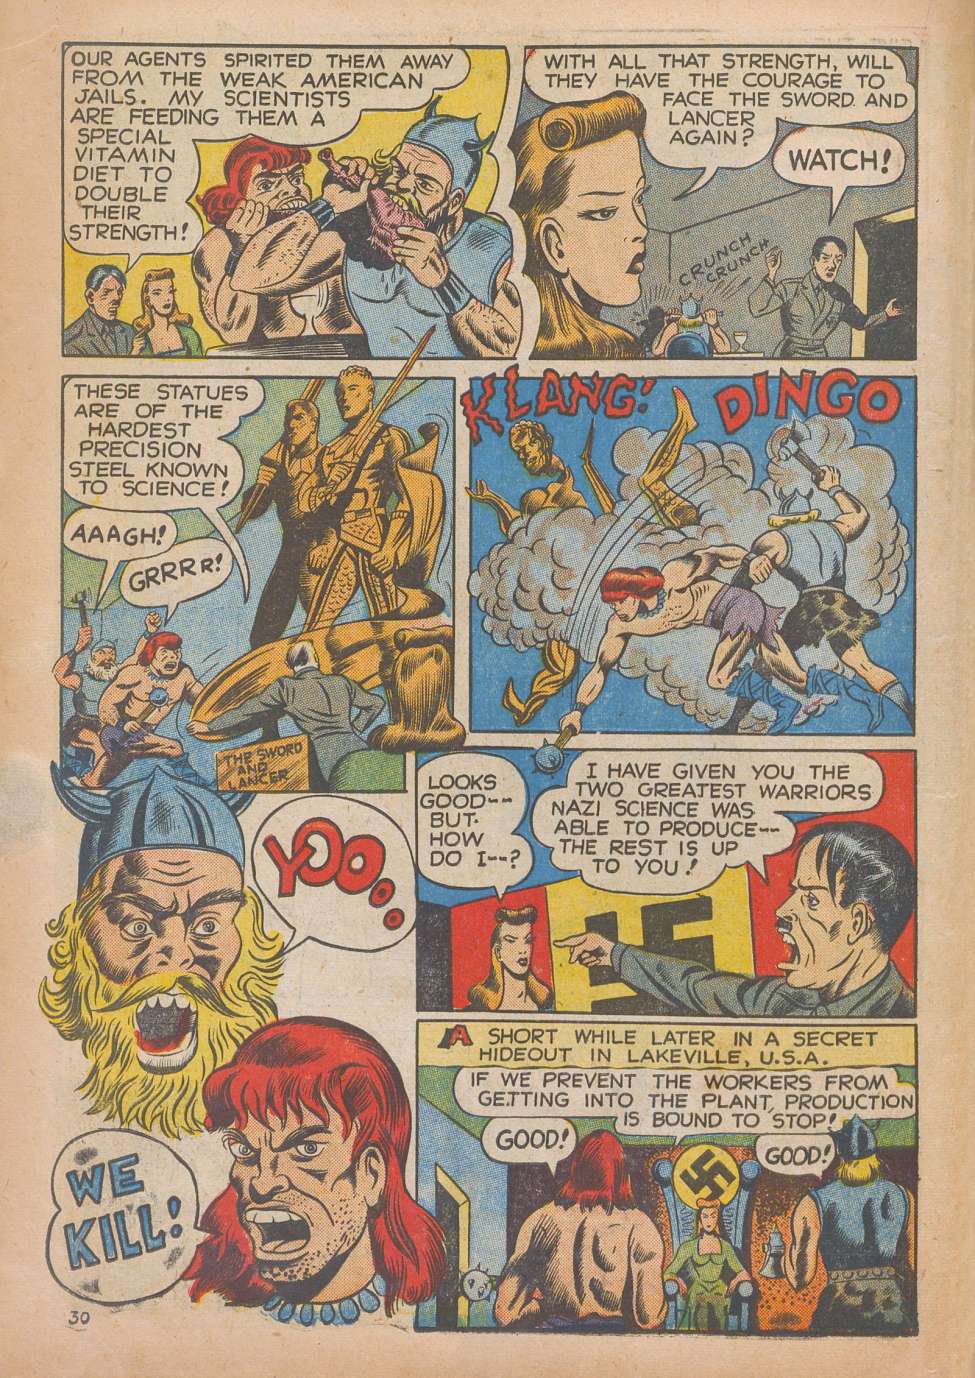 OUR AGENTS SPIRITED THEM AWAY
FROM THE WEAK AMERICAN
JAILS. MY SCIENTISTS
ARE FEEDING THEM A
SPECIAL
VITAMIN
DIET TO
DOUBLE
THEIR
STRENGTH!
WITH ALL THAT STRENGTH, WILL
THEY HAVE THE COURAGE TO
FACE THE SWORD AND
LANCER
AGAIN?
WATCH!
CRUNCH
CRUNCH
THESE STATUES
ARE OF THE
HARDEST
PRECISION
STEEL KNOWN
TO SCIENCE!
AAAGH!
GRRRR!
THE SWORD
AND
LANCER
KLANG!
DINGO
YOO..
WE
KILL!
LOOKS
GOOD--
BUT
HOW
DO I--?
I HAVE GIVEN YOU THE
TWO GREATEST WARRIORS
NAZI SCIENCE WAS
ABLE TO PRODUCE--
THE REST IS UP
TO YOU!
A SHORT WHILE LATER IN A SECRET
HIDEOUT IN LAKEVILLE, U.S.A.
IF WE PREVENT THE WORKERS FROM
GETTING INTO THE PLANT, PRODUCTION
IS BOUND TO STOP!
GOOD!
GOOD!
30